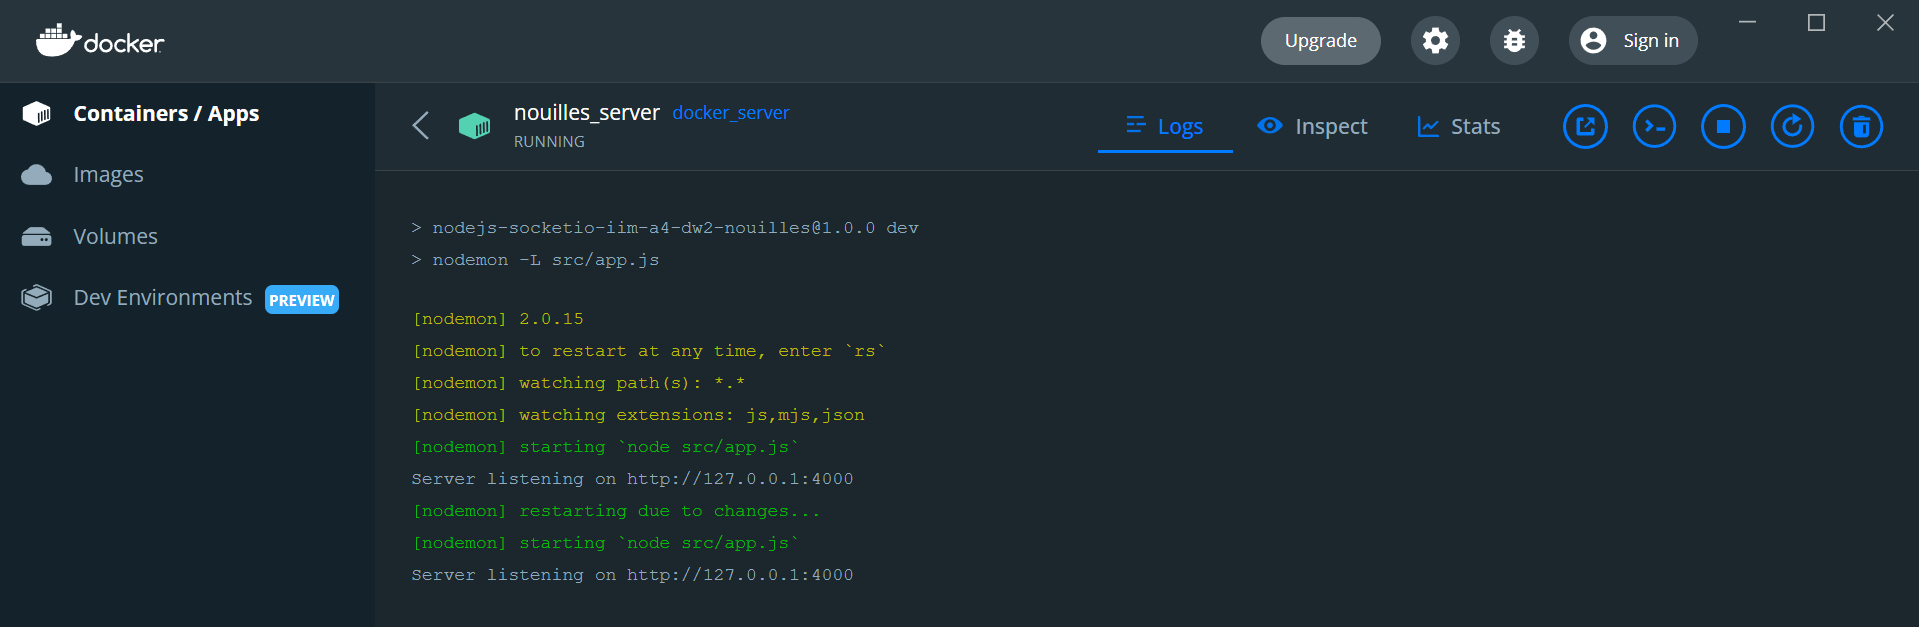 docker
Upgrade
Sign in
Containers / Apps
Images
Volumes
Dev Environments PREVIEW
nouilles_server docker_server
RUNNING
Logs
Inspect
Stats
> nodejs-socketio-iim-a4-dw2-nouilles@1.0.0 dev
> nodemon -L src/app.js
[nodemon] 2.0.15
[nodemon] to restart at any time, enter `rs`
[nodemon] watching path(s): *.*
[nodemon] watching extensions: js,mjs,json
[nodemon] starting `node src/app.js`
Server listening on http://127.0.0.1:4000
[nodemon] restarting due to changes...
[nodemon] starting `node src/app.js`
Server listening on http://127.0.0.1:4000